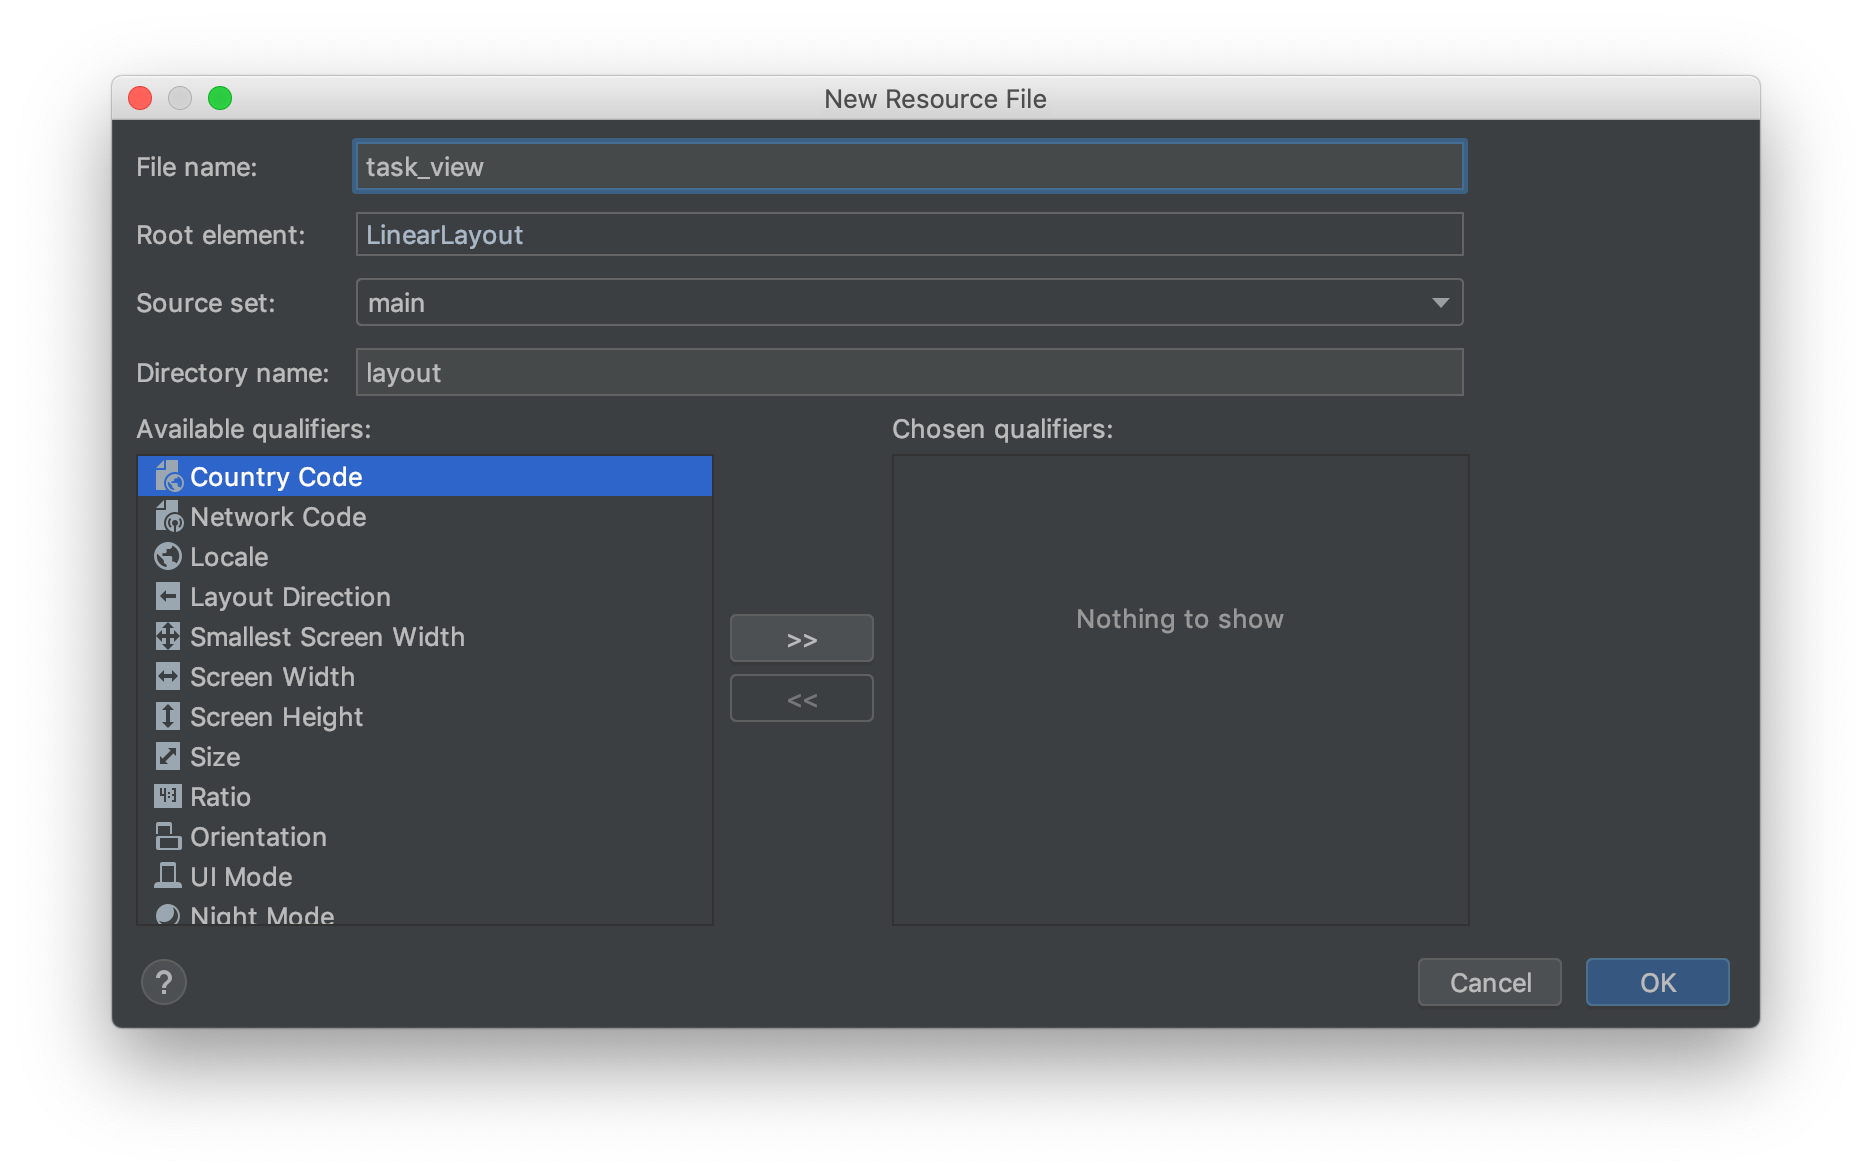 New Resource File
File name:
task_view
Root element:
LinearLayout
Source set:
main
Directory name:
layout
Available qualifiers:
Country Code
Network Code
Locale
Layout Direction
Smallest Screen Width
Screen Width
Screen Height
Size
4:3 Ratio
Orientation
UI Mode
Night Mode
>>
<<
Chosen qualifiers:
Nothing to show
?
Cancel
OK